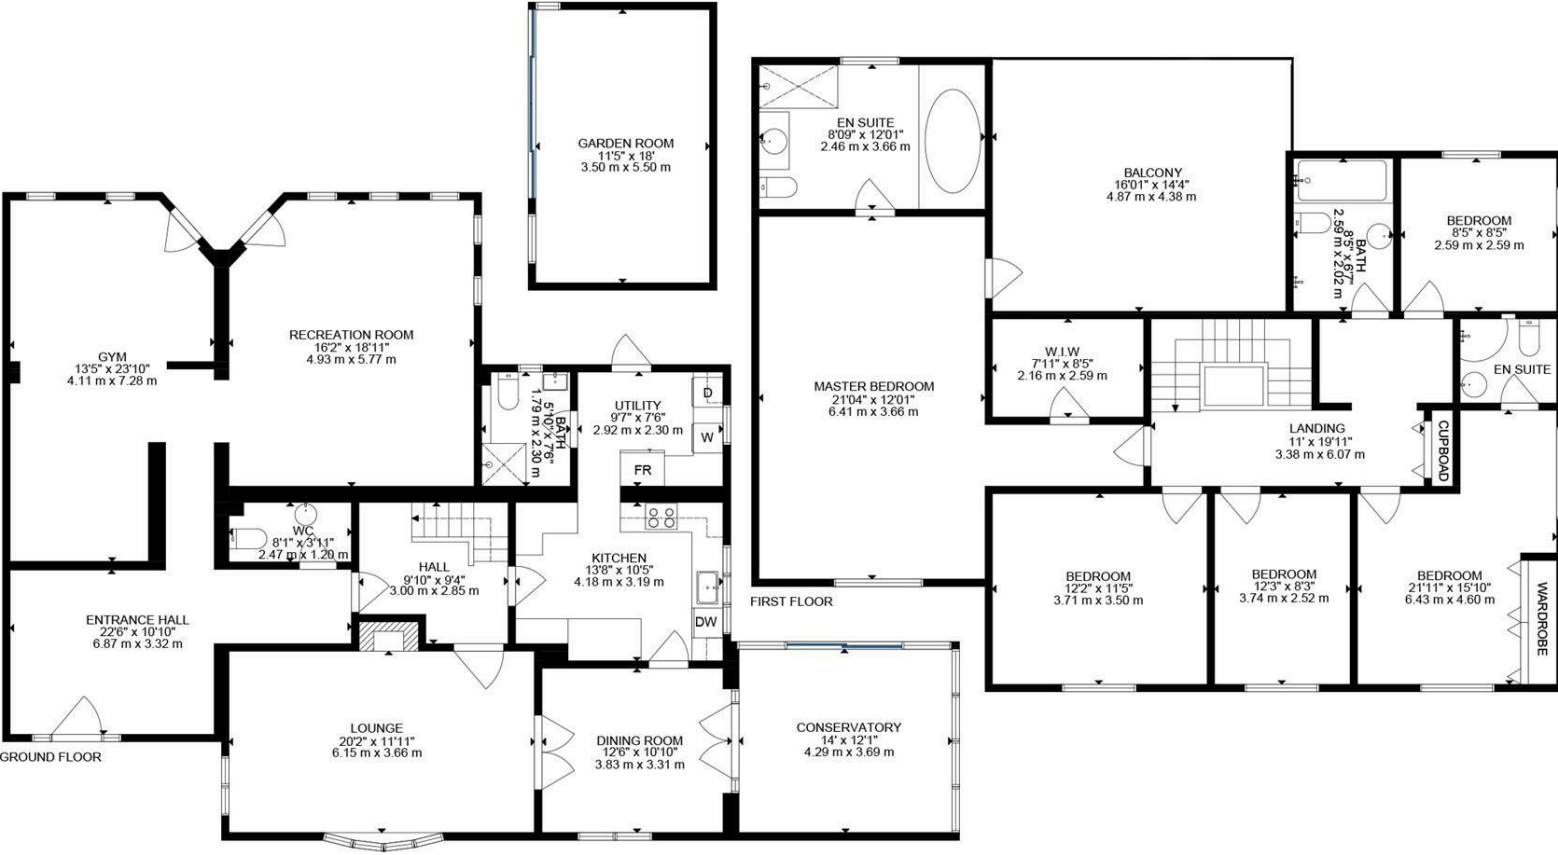 GARDEN ROOM
11'5" x 18'
3.50 m x 5.50 m
GYM
13'5" x 23'10"
4.11 m x 7.28 m
RECREATION ROOM
16'2" x 18'11"
4.93 m x 5.77 m
BATH
5'10" x 7'6"
1.79 m x 2.30 m
UTILITY
9'7" x 7'6"
2.92 m x 2.30 m
D
W
FR
WC
8'1" x 3'11"
2.47 m x 1.20 m
HALL
9'10" x 9'4"
3.00 m x 2.85 m
KITCHEN
13'8" x 10'5"
4.18 m x 3.19 m
DW
ENTRANCE HALL
22'6" x 10'10"
6.87 m x 3.32 m
LOUNGE
20'2" x 11'11"
6.15 m x 3.66 m
DINING ROOM
12'6" x 10'10"
3.83 m x 3.31 m
CONSERVATORY
14' x 12'1"
4.29 m x 3.69 m
GROUND FLOOR
EN SUITE
8'09" x 12'01"
2.46 m x 3.66 m
BALCONY
16'01" x 14'4"
4.87 m x 4.38 m
BATH
8'5" x 6'7"
2.59 m x 2.02 m
BEDROOM
8'5" x 8'5"
2.59 m x 2.59 m
MASTER BEDROOM
21'04" x 12'01"
6.41 m x 3.66 m
W.I.W
7'11" x 8'5"
2.16 m x 2.59 m
EN SUITE
LANDING
11' x 19'11"
3.38 m x 6.07 m
CUPBOAD
BEDROOM
12'2" x 11'5"
3.71 m x 3.50 m
BEDROOM
12'3" x 8'3"
3.74 m x 2.52 m
BEDROOM
21'11" x 15'10"
6.43 m x 4.60 m
WARDROBE
FIRST FLOOR